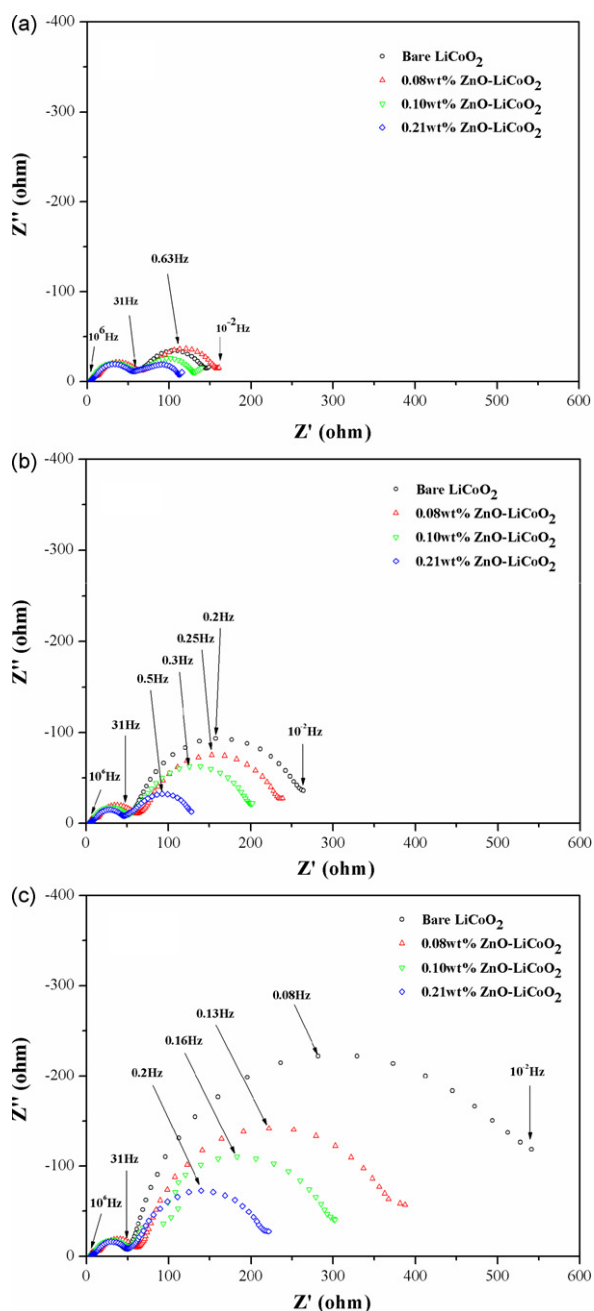 (a)
-400
-300
-200
-100
0
Z'' (ohm)
Bare LiCoO2
0.08wt% ZnO-LiCoO2
0.10wt% ZnO-LiCoO2
0.21wt% ZnO-LiCoO2
0.63Hz
31Hz
10^6Hz
10^-2Hz
0 100 200 300 400 500 600
Z' (ohm)
(b)
-400
-300
-200
-100
0
Z'' (ohm)
Bare LiCoO2
0.08wt% ZnO-LiCoO2
0.10wt% ZnO-LiCoO2
0.21wt% ZnO-LiCoO2
0.2Hz
0.25Hz
0.3Hz
0.5Hz
31Hz
10^6Hz
10^-2Hz
0 100 200 300 400 500 600
Z' (ohm)
(c)
-400
-300
-200
-100
0
Z'' (ohm)
Bare LiCoO2
0.08wt% ZnO-LiCoO2
0.10wt% ZnO-LiCoO2
0.21wt% ZnO-LiCoO2
0.08Hz
0.13Hz
0.16Hz
0.2Hz
31Hz
10^6Hz
10^-2Hz
0 100 200 300 400 500 600
Z' (ohm)